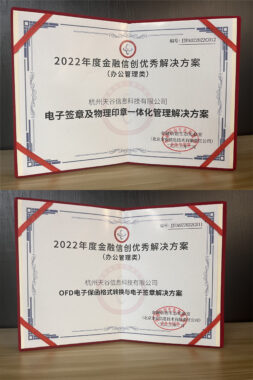 2022年度金融信创优秀解决方案
(办公管理类)
杭州天谷信息科技有限公司
电子签章及物理印章一体化管理解决方案
2022年度金融信创优秀解决方案
(办公管理类)
杭州天谷信息科技有限公司
OFD电子保函格式转换与电子签章解决方案